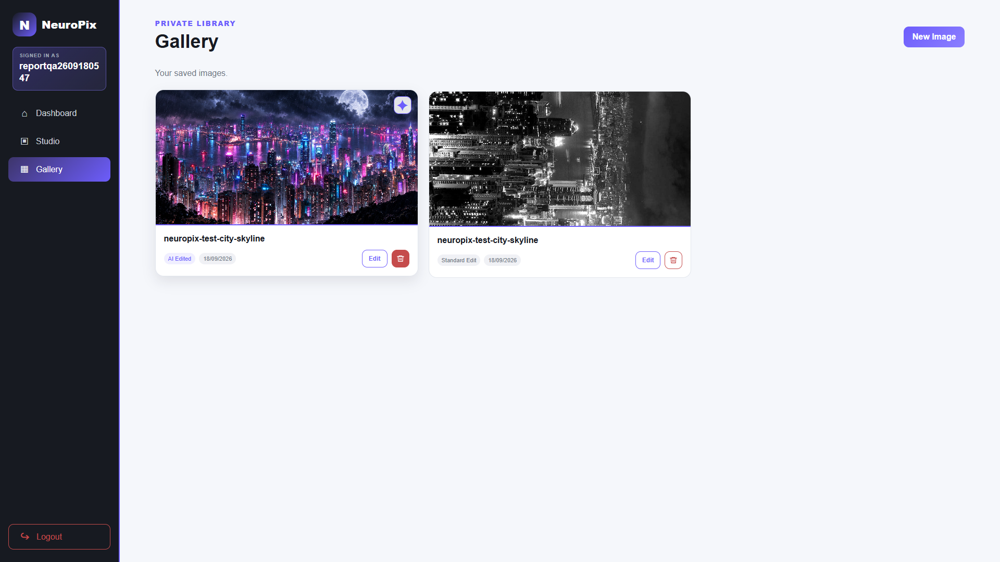 N NeuroPix
SIGNED IN AS
reportqa26091805
47
Dashboard
Studio
Gallery
Logout
PRIVATE LIBRARY
Gallery
New Image
Your saved images.
neuropix-test-city-skyline
AI Edited 18/09/2026 Edit
neuropix-test-city-skyline
Standard Edit 18/09/2026 Edit